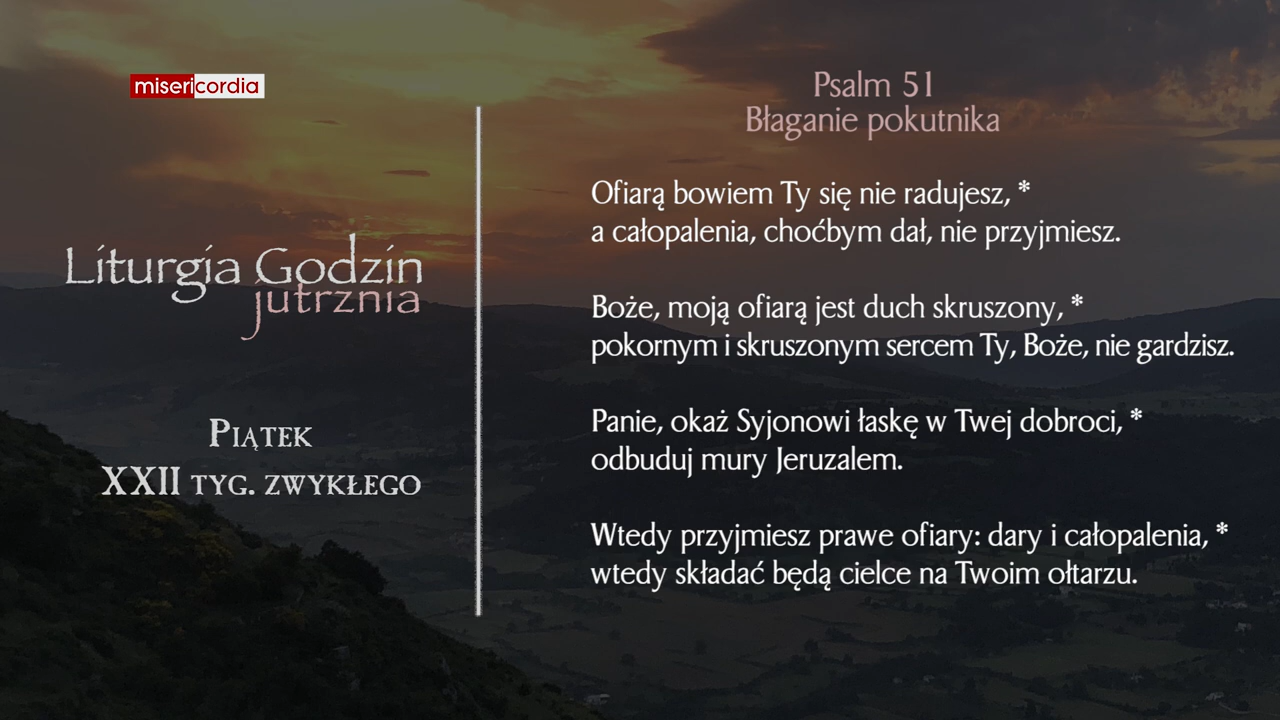 misericordia
Liturgia Godzin
jutrznia
Piątek
XXII tyg. zwykłego
Psalm 51
Błaganie pokutnika
Ofiarą bowiem Ty się nie radujesz, *
a całopalenia, choćbym dał, nie przyjmiesz.
Boże, moją ofiarą jest duch skruszony, *
pokornym i skruszonym sercem Ty, Boże, nie gardzisz.
Panie, okaż Syjonowi łaskę w Twej dobroci, *
odbuduj mury Jeruzalem.
Wtedy przyjmiesz prawe ofiary: dary i całopalenia, *
wtedy składać będą cielce na Twoim ołtarzu.